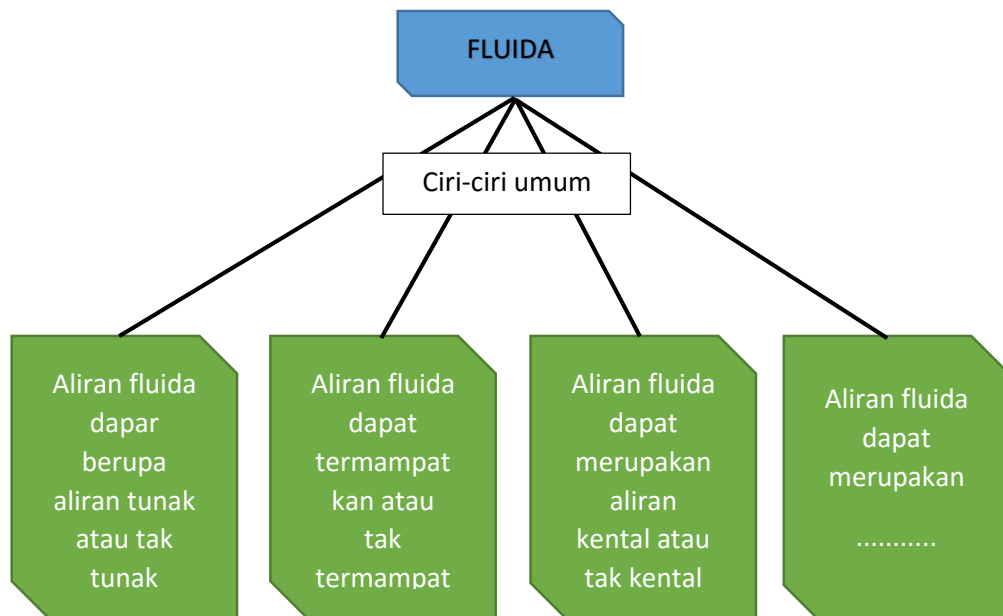 FLUIDA
Ciri-ciri umum
Aliran fluida
dapar
berupa
aliran tunak
atau tak
tunak
Aliran fluida
dapat
termampat
kan atau
tak
termampat
Aliran fluida
dapat
merupakan
aliran
kental atau
tak kental
Aliran fluida
dapat
merupakan
...........